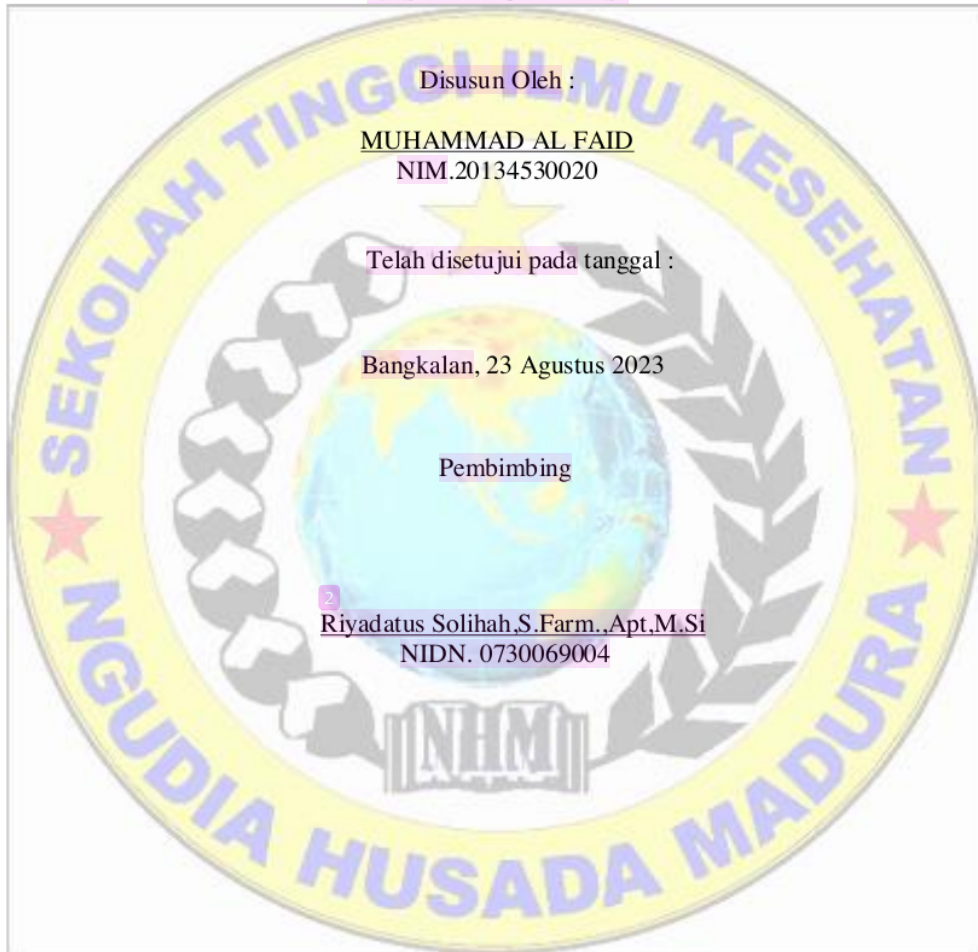 Disusun Oleh :
MUHAMMAD AL FAID
NIM.20134530020
Telah disetujui pada tanggal :
Bangkalan, 23 Agustus 2023
Pembimbing
2
Riyadatus Solihah,S.Farm.,Apt,M.Si
NIDN. 0730069004
SEKOLAH TINGGI ILMU KESEHATAN
NHM
NGUDIA HUSADA MADURA